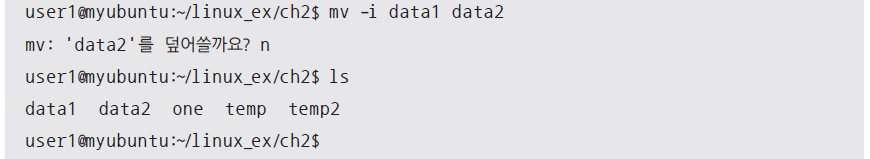 user1@myubuntu:~/linux_ex/ch2$ mv -i data1 data2
mv: 'data2'를 덮어쓸까요? n
user1@myubuntu:~/linux_ex/ch2$ ls
data1  data2  one  temp  temp2
user1@myubuntu:~/linux_ex/ch2$